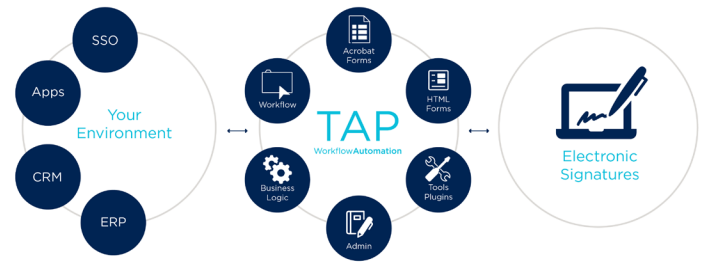 SSO
Apps
Your
Environment
CRM
ERP
Acrobat
Forms
Workflow
HTML
Forms
TAP
WorkflowAutomation
Business
Logic
Tools
Plugins
Admin
Electronic
Signatures